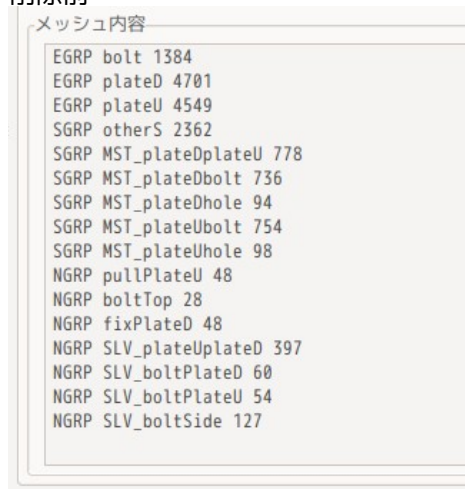 メッシュ内容
EGRP bolt 1384
EGRP plateD 4701
EGRP plateU 4549
SGRP otherS 2362
SGRP MST_plateDplateU 778
SGRP MST_plateDbolt 736
SGRP MST_plateDhole 94
SGRP MST_plateUbolt 754
SGRP MST_plateUhole 98
NGRP pullPlateU 48
NGRP boltTop 28
NGRP fixPlateD 48
NGRP SLV_plateUplateD 397
NGRP SLV_boltPlateD 60
NGRP SLV_boltPlateU 54
NGRP SLV_boltSide 127